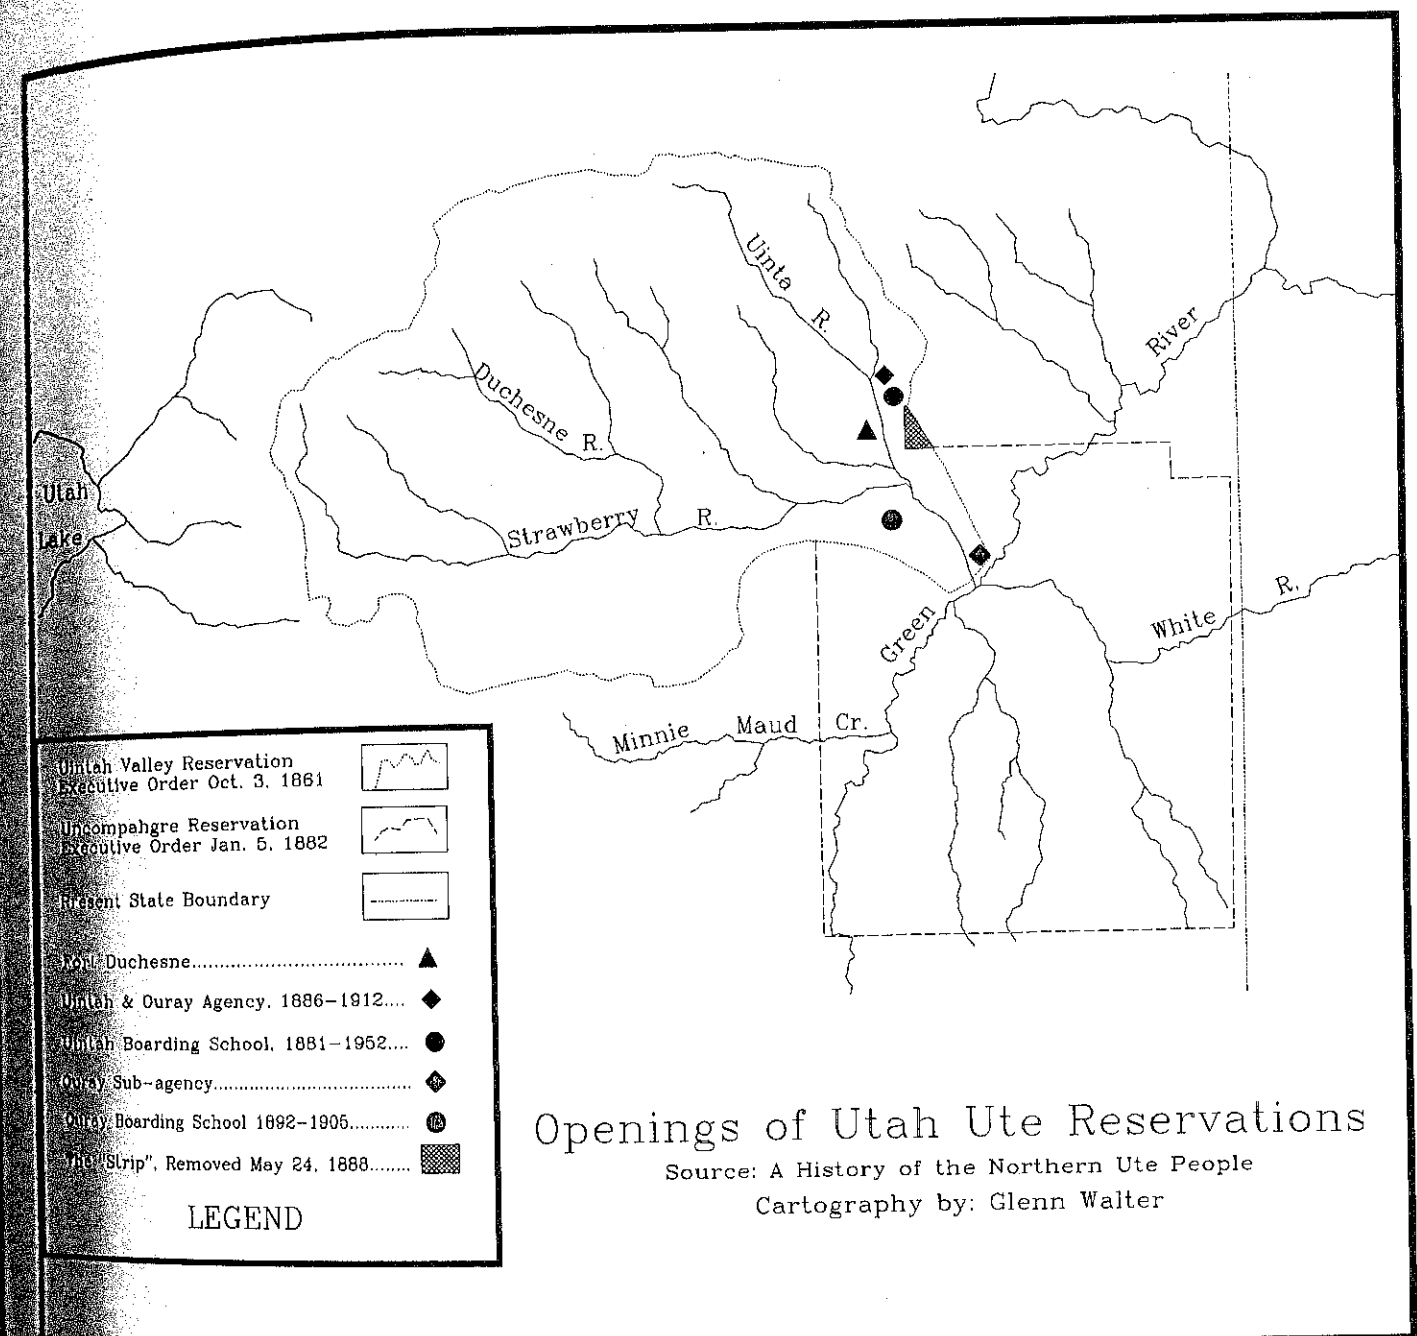 Uinta
R.
River
Duchesne R.
Utah
Lake
Strawberry R.
Green
White R.
Minnie Maud Cr.
Uintah Valley Reservation
Executive Order Oct. 3, 1861
Uncompahgre Reservation
Executive Order Jan. 5, 1882
Present State Boundary
Fort Duchesne
Uintah & Ouray Agency, 1886-1912....
Uintah Boarding School, 1881-1952....
Ouray Sub-agency
Ouray Boarding School 1892-1905
The "Strip", Removed May 24, 1888
LEGEND
Openings of Utah Ute Reservations
Source: A History of the Northern Ute People
Cartography by: Glenn Walter